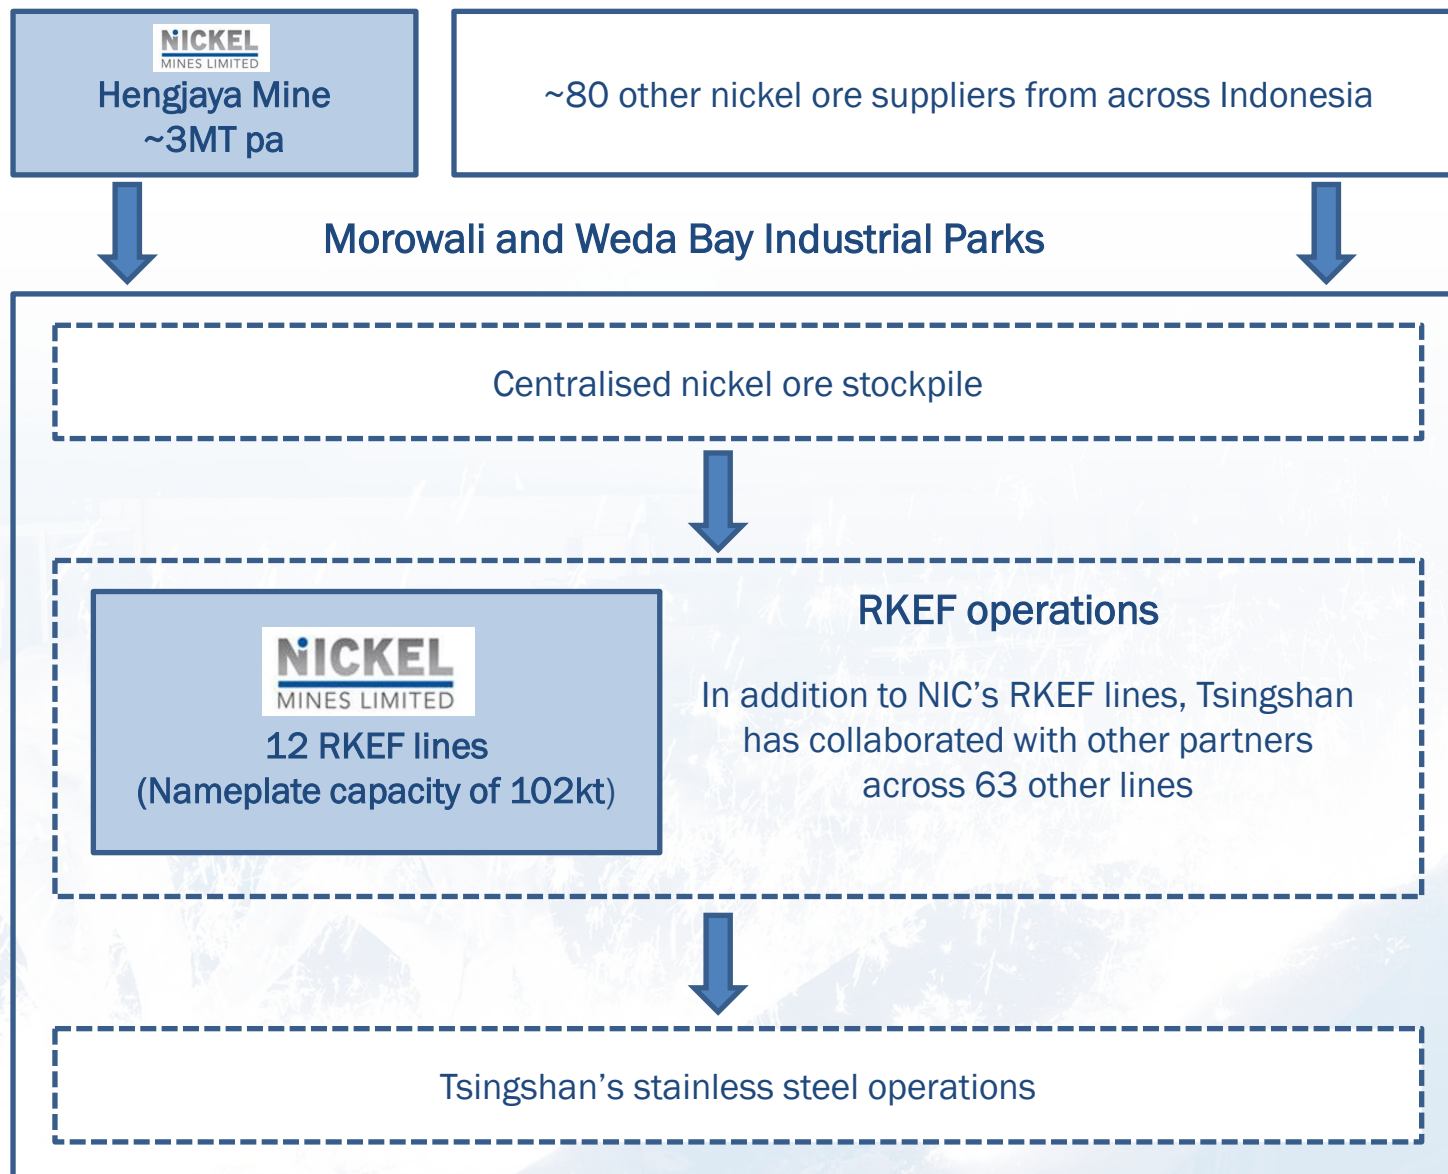 NICKEL
MINES LIMITED
Hengjaya Mine
~3MT pa
~80 other nickel ore suppliers from across Indonesia
Morowali and Weda Bay Industrial Parks
Centralised nickel ore stockpile
NICKEL
MINES LIMITED
12 RKEF lines
(Nameplate capacity of 102kt)
RKEF operations
In addition to NIC’s RKEF lines, Tsingshan
has collaborated with other partners
across 63 other lines
Tsingshan’s stainless steel operations